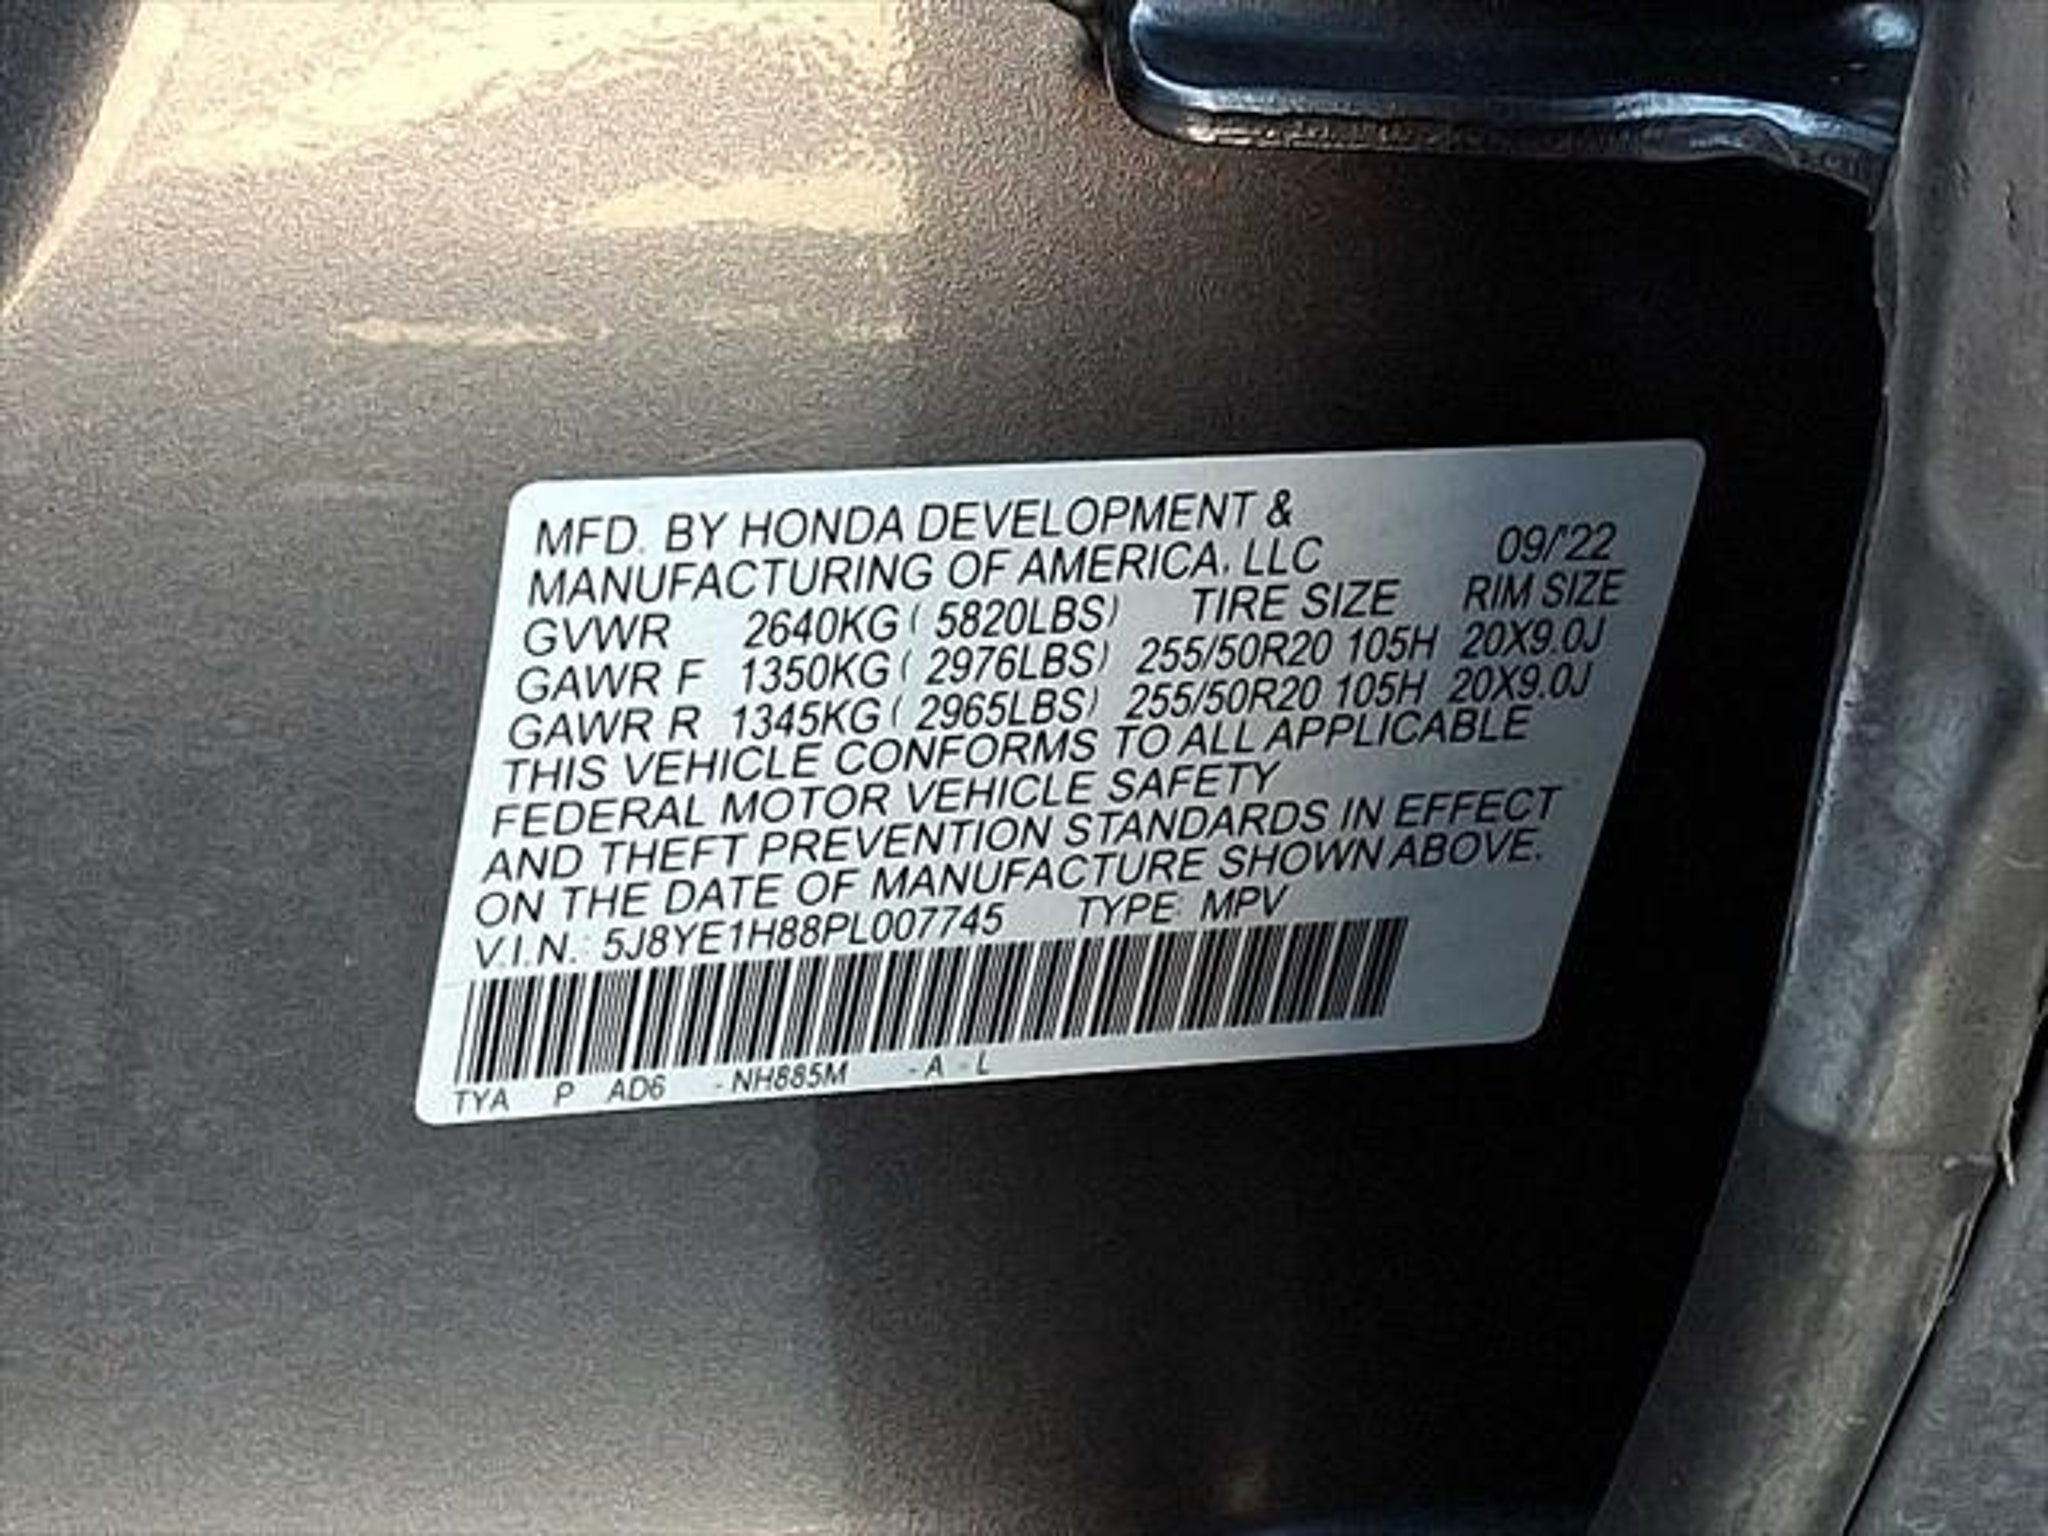 MFD. BY HONDA DEVELOPMENT &
MANUFACTURING OF AMERICA, LLC 09/'22
GVWR 2640KG ( 5820LBS) TIRE SIZE RIM SIZE
GAWR F 1350KG ( 2976LBS) 255/50R20 105H 20X9.0J
GAWR R 1345KG ( 2965LBS) 255/50R20 105H 20X9.0J
THIS VEHICLE CONFORMS TO ALL APPLICABLE
FEDERAL MOTOR VEHICLE SAFETY
AND THEFT PREVENTION STANDARDS IN EFFECT
ON THE DATE OF MANUFACTURE SHOWN ABOVE.
V.I.N.: 5J8YE1H88PL007745 TYPE: MPV
TYA P AD6 - NH885M - A - L